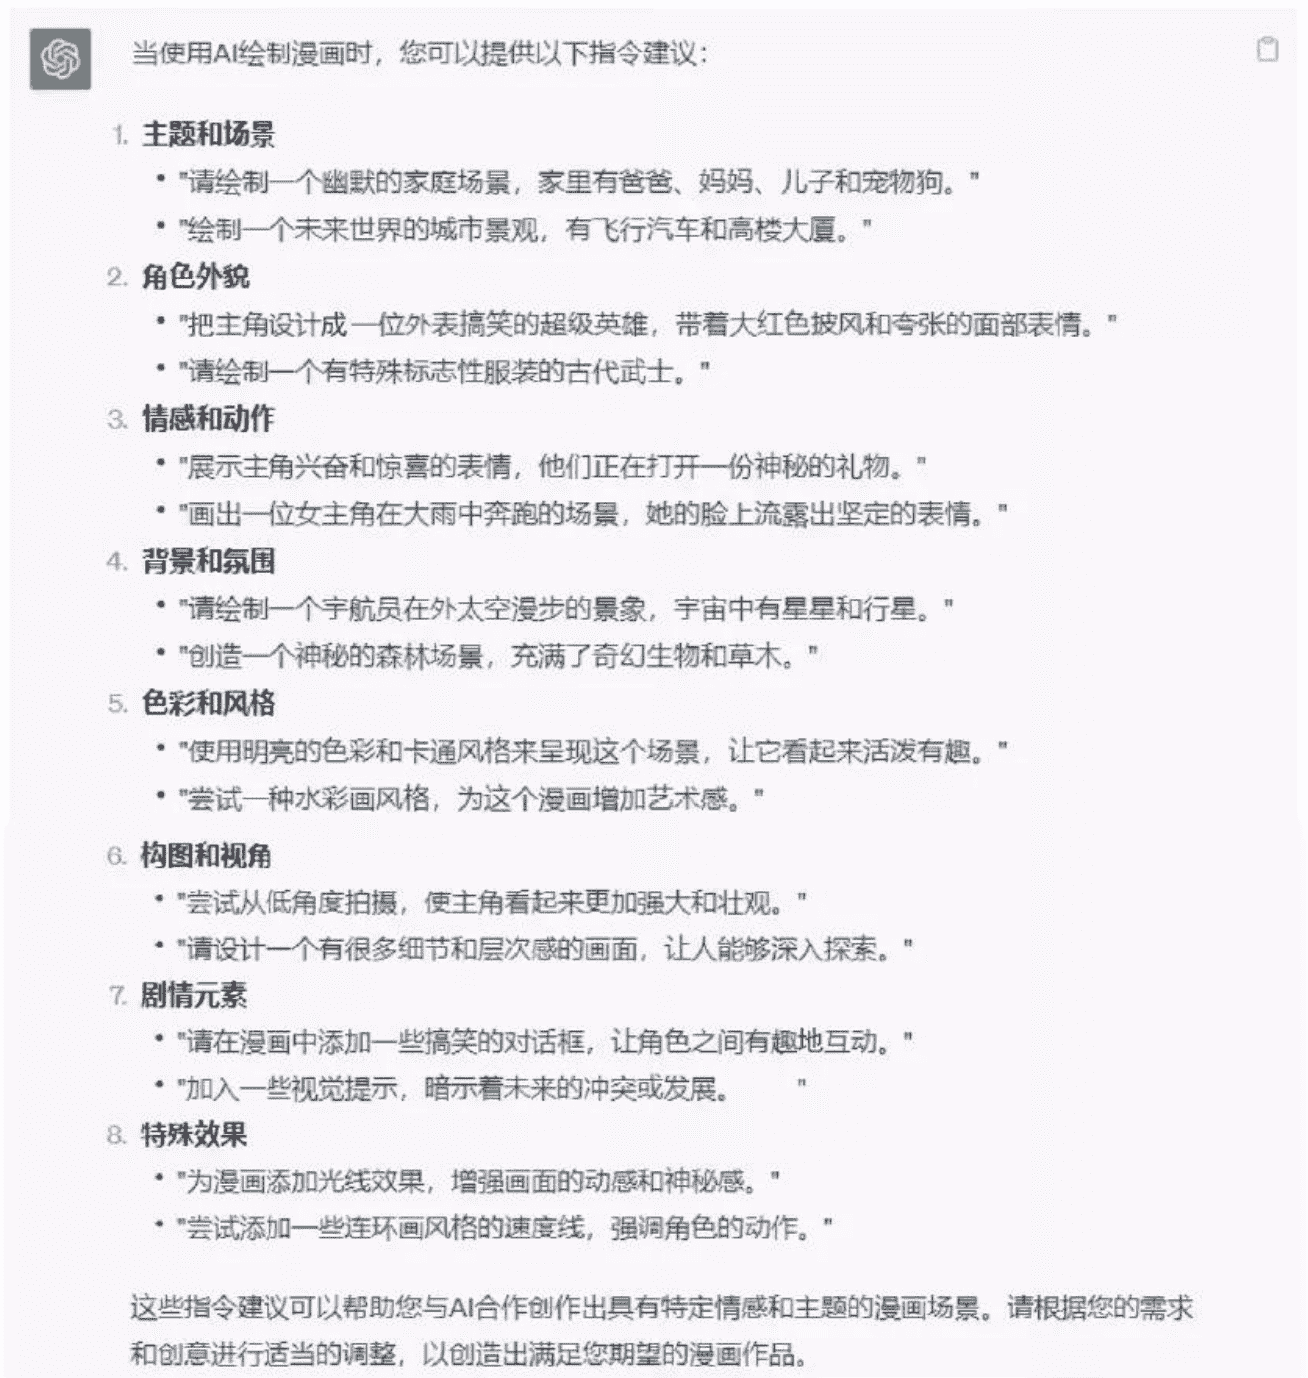 当使用AI绘制漫画时，您可以提供以下指令建议：
1. 主题和场景
• "请绘制一个幽默的家庭场景，家里有爸爸、妈妈、儿子和宠物狗。"
• "绘制一个未来世界的城市景观，有飞行汽车和高楼大厦。"
2. 角色外貌
• "把主角设计成一位外表搞笑的超级英雄，带着大红色披风和夸张的面部表情。"
• "请绘制一个有特殊标志性服装的古代武士。"
3. 情感和动作
• "展示主角兴奋和惊喜的表情，他们正在打开一份神秘的礼物。"
• "画出一位女主角在大雨中奔跑的场景，她的脸上流露出坚定的表情。"
4. 背景和氛围
• "请绘制一个宇航员在外太空漫步的景象，宇宙中有星星和行星。"
• "创造一个神秘的森林场景，充满了奇幻生物和草木。"
5. 色彩和风格
• "使用明亮的色彩和卡通风格来呈现这个场景，让它看起来活泼有趣。"
• "尝试一种水彩画风格，为这个漫画增加艺术感。"
6. 构图和视角
• "尝试从低角度拍摄，使主角看起来更加强大和壮观。"
• "请设计一个有很多细节和层次感的画面，让人能够深入探索。"
7. 剧情元素
• "请在漫画中添加一些搞笑的对话框，让角色之间有趣地互动。"
• "加入一些视觉提示，暗示着未来的冲突或发展。 "
8. 特殊效果
• "为漫画添加光线效果，增强画面的动感和神秘感。"
• "尝试添加一些连环画风格的速度线，强调角色的动作。"
这些指令建议可以帮助您与AI合作创作出具有特定情感和主题的漫画场景。请根据您的需求
和创意进行适当的调整，以创造出满足您期望的漫画作品。